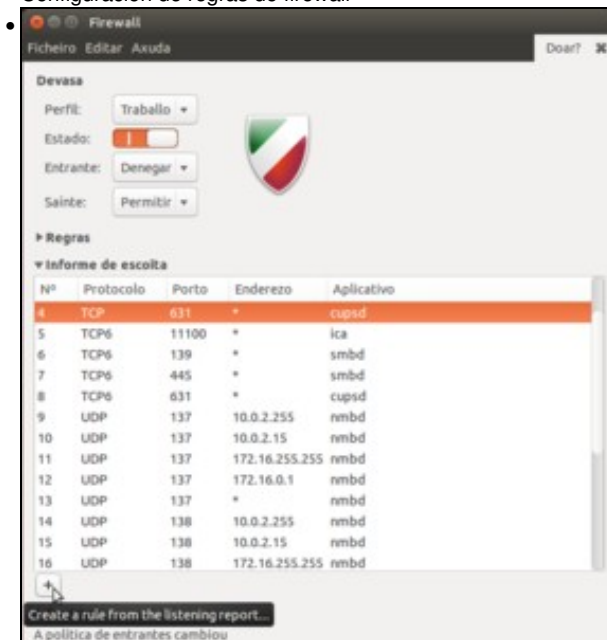 Configuración de regras de firewall
Firewall
Ficheiro Editar Axuda Doar? ⌘
Devasa
Perfil: Traballo
Estado:
Entrante: Denegar
Sainte: Permitir
Regras
Informe de escoita
Nº Protocolo Porto Enderezo Aplicativo
4 TCP 631 * cupsd
5 TCP6 11100 * ica
6 TCP6 139 * smbd
7 TCP6 445 * smbd
8 TCP6 631 * cupsd
9 UDP 137 10.0.2.255 nmbd
10 UDP 137 10.0.2.15 nmbd
11 UDP 137 172.16.255.255 nmbd
12 UDP 137 172.16.0.1 nmbd
13 UDP 137 * nmbd
14 UDP 138 10.0.2.255 nmbd
15 UDP 138 10.0.2.15 nmbd
16 UDP 138 172.16.255.255 nmbd
+
Create a rule from the listening report...
A política de entrantes cambiou